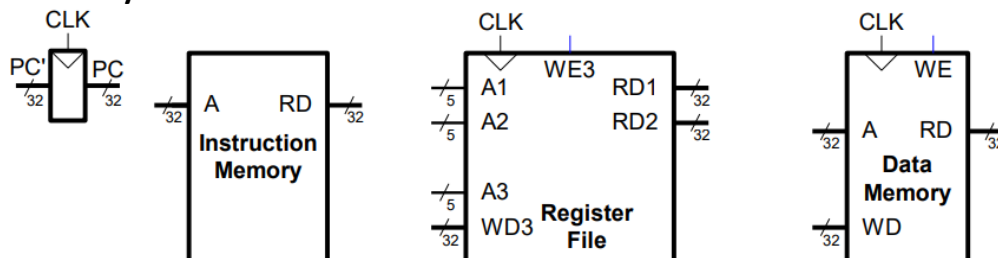 CLK
PC' PC
32 32
A RD
32 32
Instruction
Memory
CLK
WE3
A1 RD1
5 32
A2 RD2
5 32
A3
5
WD3
32
Register
File
CLK
WE
A RD
32 32
Data
Memory
WD
32